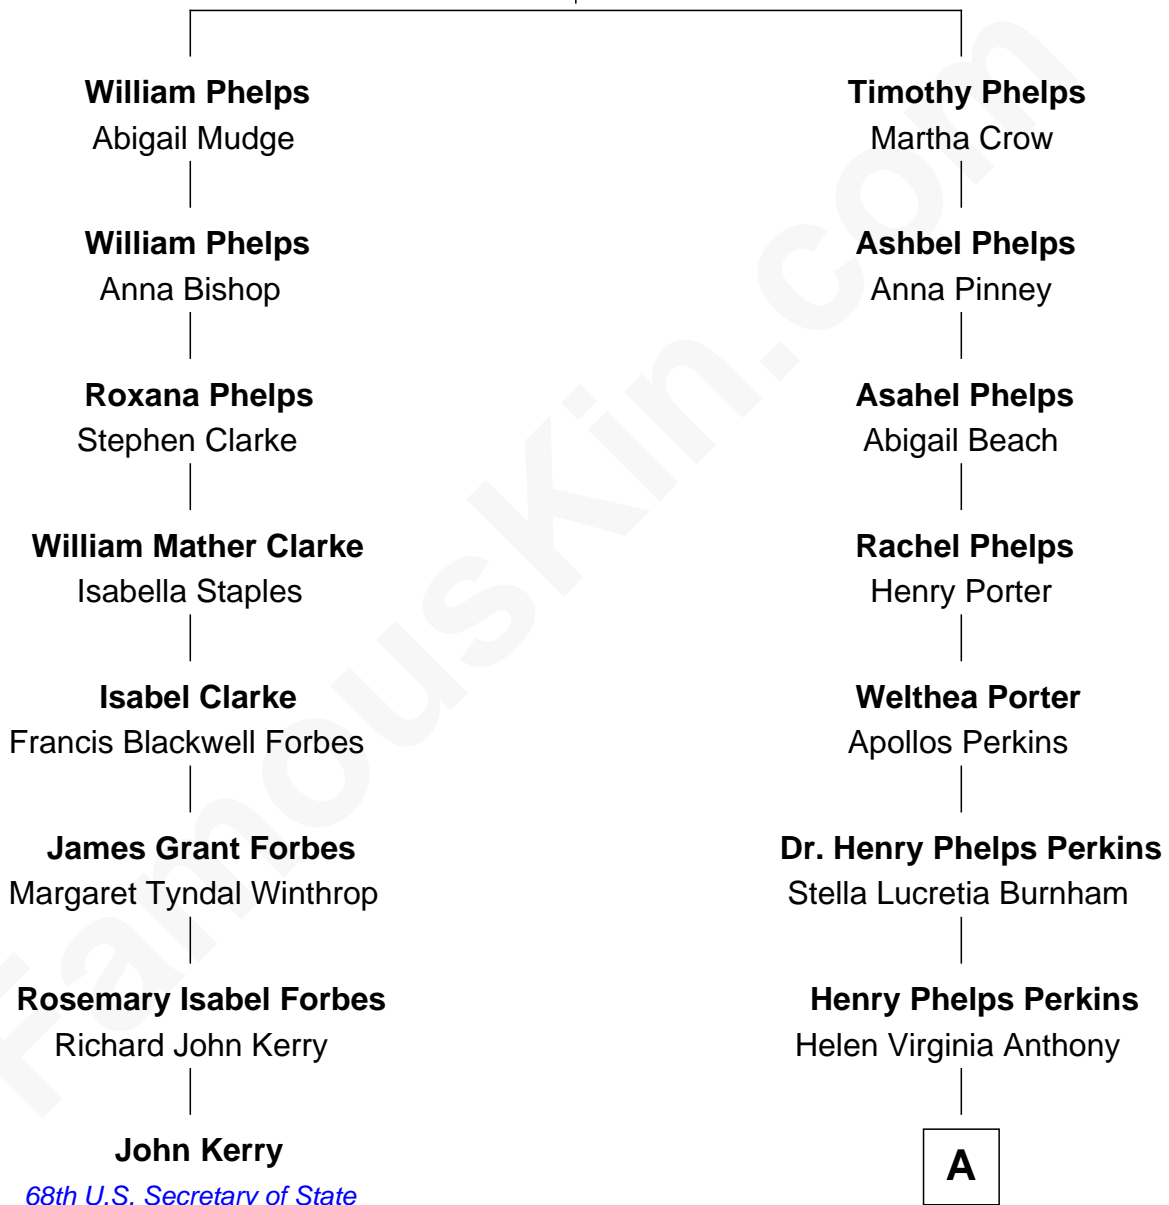 William Phelps
Abigail Mudge
William Phelps
Anna Bishop
Roxana Phelps
Stephen Clarke
William Mather Clarke
Isabella Staples
Isabel Clarke
Francis Blackwell Forbes
James Grant Forbes
Margaret Tyndal Winthrop
Rosemary Isabel Forbes
Richard John Kerry
John Kerry
68th U.S. Secretary of State
Timothy Phelps
Martha Crow
Ashbel Phelps
Anna Pinney
Asahel Phelps
Abigail Beach
Rachel Phelps
Henry Porter
Welthea Porter
Apollos Perkins
Dr. Henry Phelps Perkins
Stella Lucretia Burnham
Henry Phelps Perkins
Helen Virginia Anthony
A
FamousKin.com